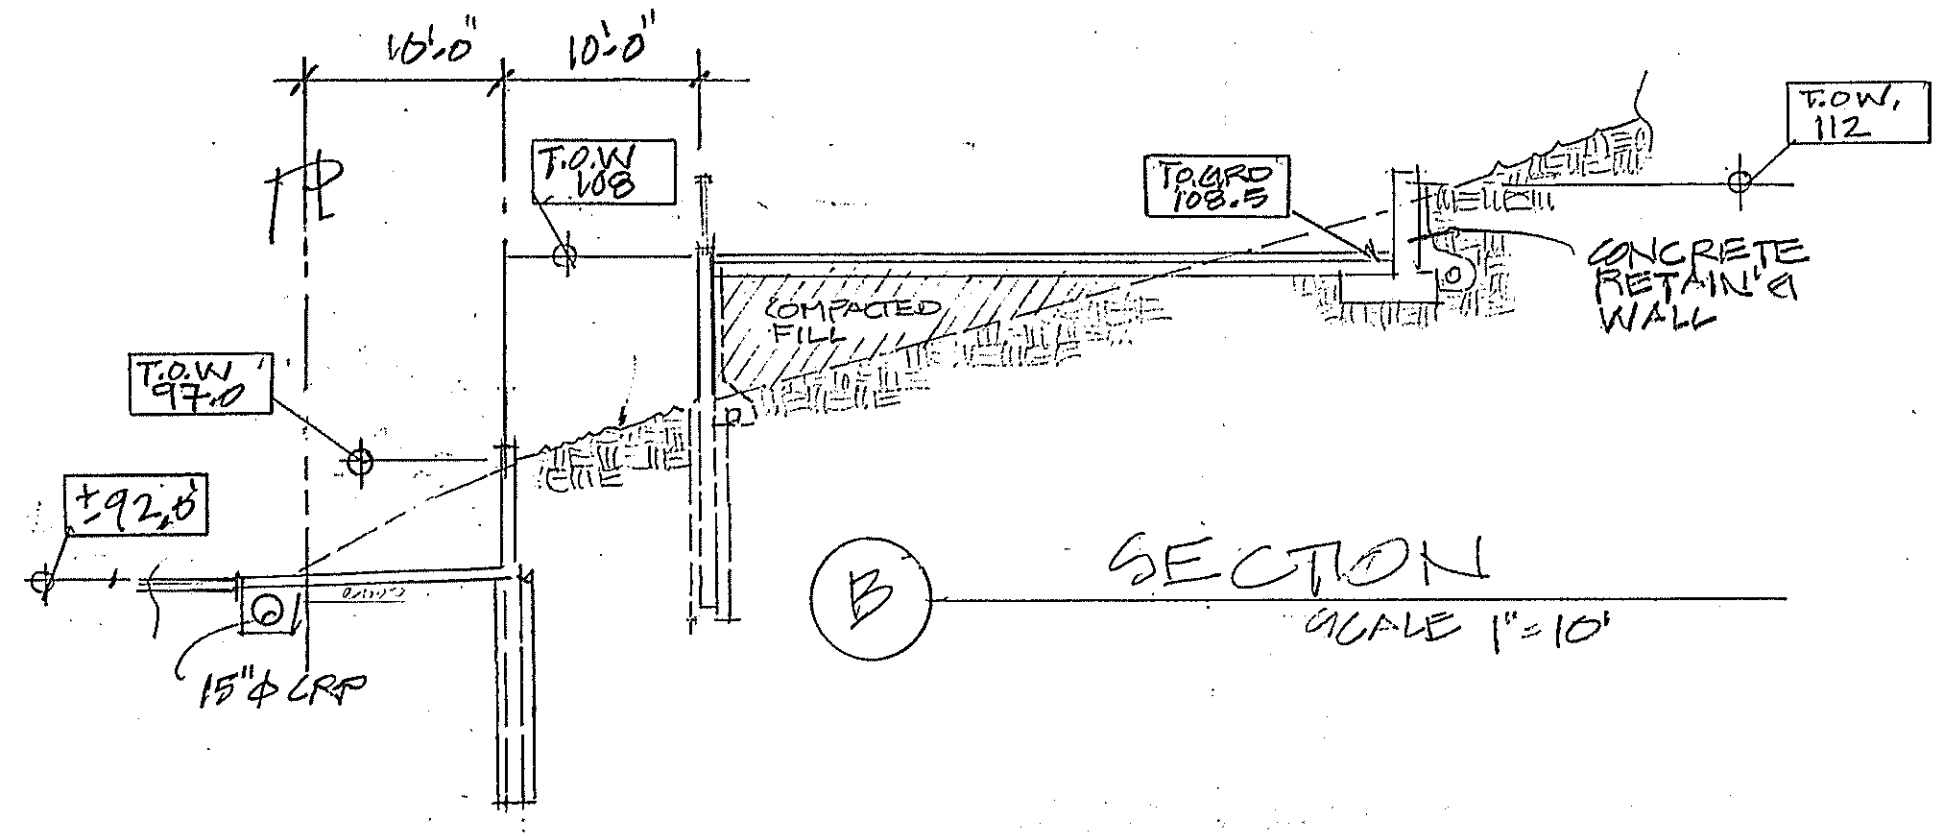 10'-0" 10'-0"
T.O.W.
112
T.O.W
108
T.O.GRD
108.5
PL
CONCRETE
RETAIN'G
WALL
COMPACTED
FILL
T.O.W
97.0
±92.0'
B
SECTION
SCALE 1"=10'
15"Φ CRP